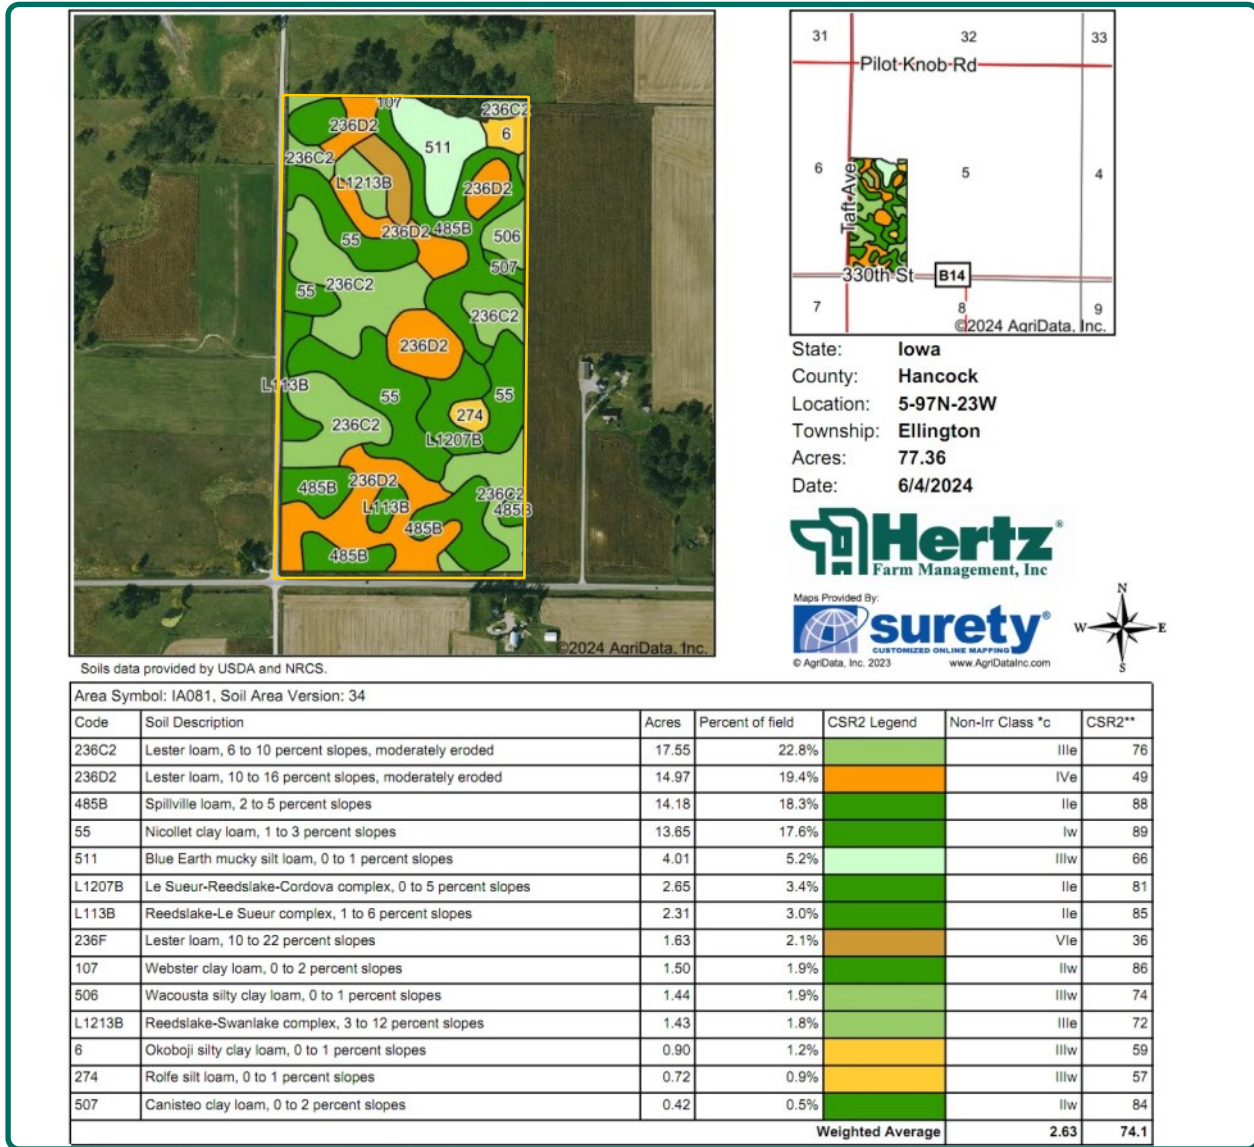 107
236C2
236D2
6
511
236C2
L1213B
236D2
236D2
485B
506
55
507
236C2
55
236C2
236D2
L113B
55
55
274
236C2
L1207B
236D2
485B
236C2
L113B
485B
485B
485B
©2024 AgriData, Inc.
Soils data provided by USDA and NRCS.
31
32
33
Pilot Knob Rd
6
5
4
Taft Ave
330th St
B14
7
8
9
©2024 AgriData, Inc.
State: Iowa
County: Hancock
Location: 5-97N-23W
Township: Ellington
Acres: 77.36
Date: 6/4/2024
Hertz®
Farm Management, Inc
Maps Provided By:
surety®
CUSTOMIZED ONLINE MAPPING
© AgriData, Inc. 2023 www.AgriDataInc.com
N
W E
S
Area Symbol: IA081, Soil Area Version: 34
Code Soil Description Acres Percent of field CSR2 Legend Non-Irr Class *c CSR2**
236C2 Lester loam, 6 to 10 percent slopes, moderately eroded 17.55 22.8% IIIe 76
236D2 Lester loam, 10 to 16 percent slopes, moderately eroded 14.97 19.4% IVe 49
485B Spillville loam, 2 to 5 percent slopes 14.18 18.3% IIe 88
55 Nicollet clay loam, 1 to 3 percent slopes 13.65 17.6% Iw 89
511 Blue Earth mucky silt loam, 0 to 1 percent slopes 4.01 5.2% IIIw 66
L1207B Le Sueur-Reedslake-Cordova complex, 0 to 5 percent slopes 2.65 3.4% IIe 81
L113B Reedslake-Le Sueur complex, 1 to 6 percent slopes 2.31 3.0% IIe 85
236F Lester loam, 10 to 22 percent slopes 1.63 2.1% VIe 36
107 Webster clay loam, 0 to 2 percent slopes 1.50 1.9% IIw 86
506 Wacousta silty clay loam, 0 to 1 percent slopes 1.44 1.9% IIIw 74
L1213B Reedslake-Swanlake complex, 3 to 12 percent slopes 1.43 1.8% IIIe 72
6 Okoboji silty clay loam, 0 to 1 percent slopes 0.90 1.2% IIIw 59
274 Rolfe silt loam, 0 to 1 percent slopes 0.72 0.9% IIIw 57
507 Canisteo clay loam, 0 to 2 percent slopes 0.42 0.5% IIw 84
Weighted Average 2.63 74.1